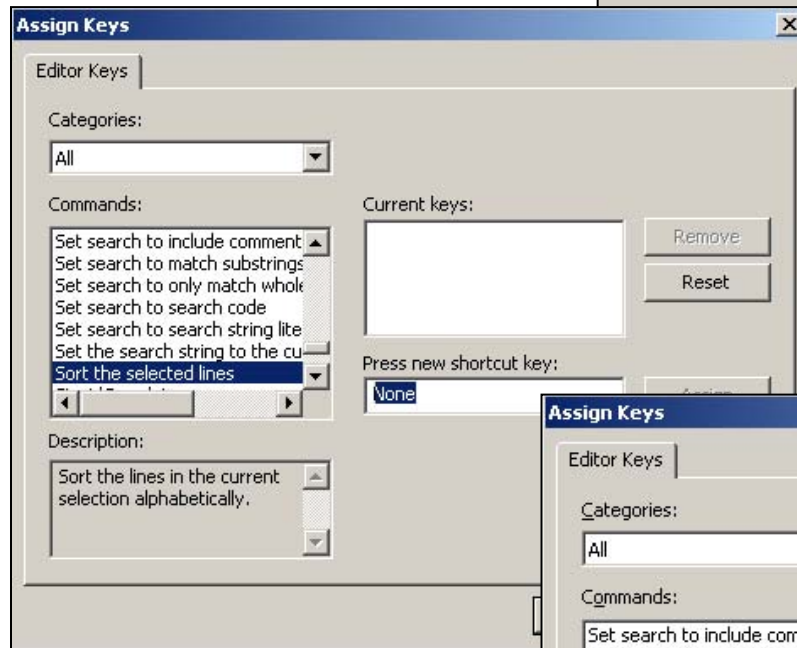 Assign Keys
Editor Keys
Categories:
All
Commands:
Set search to include comment
Set search to match substrings
Set search to only match whole
Set search to search code
Set search to search string lite
Set the search string to the cu
Sort the selected lines
Current keys:
Remove
Reset
Press new shortcut key:
None
Assign
Description:
Sort the lines in the current
selection alphabetically.
Assign Keys
Editor Keys
Categories:
All
Commands:
Set search to include com